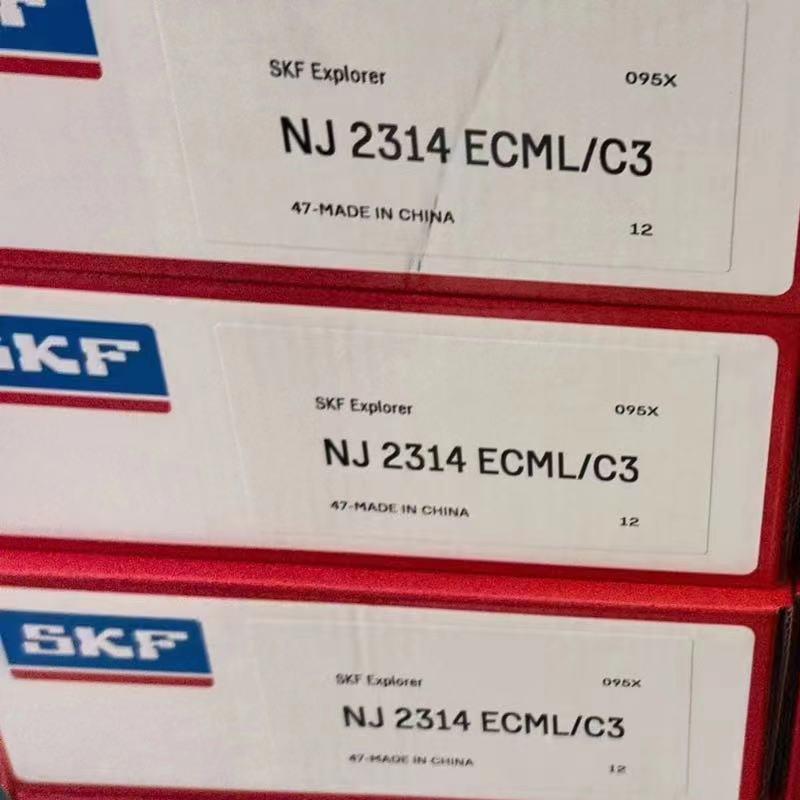 SKF Explorer 095X
NJ 2314 ECML/C3
47-MADE IN CHINA 12
SKF
SKF Explorer 095X
NJ 2314 ECML/C3
47-MADE IN CHINA 12
SKF
SKF Explorer 095X
NJ 2314 ECML/C3
47-MADE IN CHINA 12